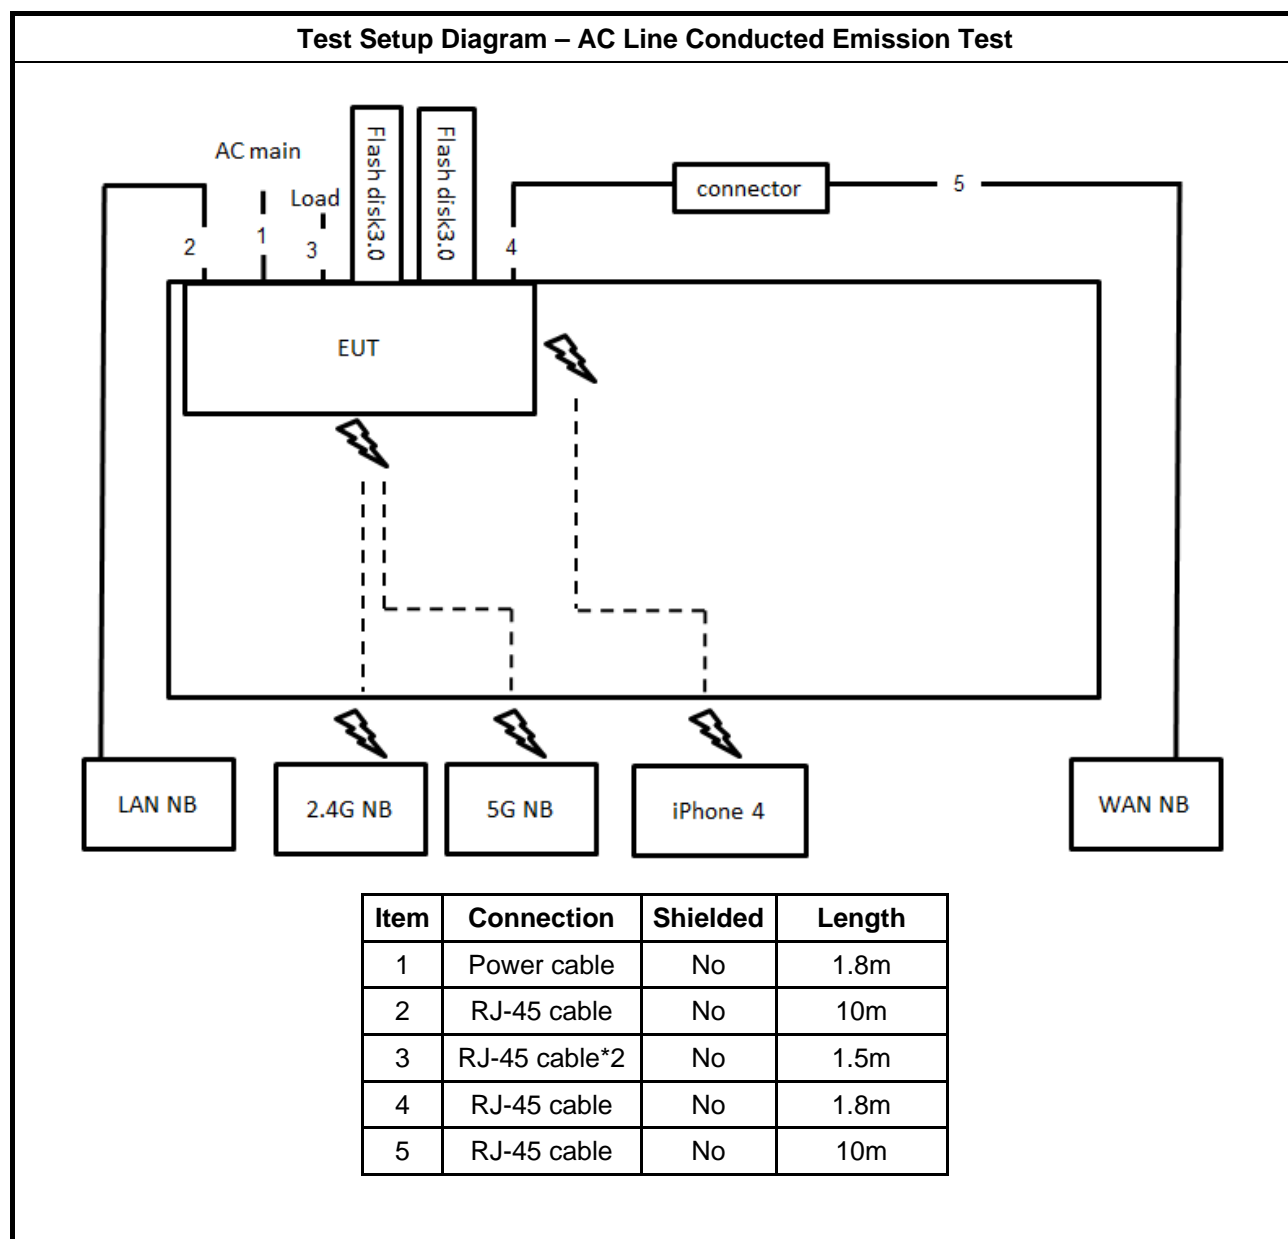 Test Setup Diagram – AC Line Conducted Emission Test
AC main
Load
Flash disk3.0
Flash disk3.0
connector
5
2
1
3
4
EUT
LAN NB
2.4G NB
5G NB
iPhone 4
WAN NB
Item Connection Shielded Length
1 Power cable No 1.8m
2 RJ-45 cable No 10m
3 RJ-45 cable*2 No 1.5m
4 RJ-45 cable No 1.8m
5 RJ-45 cable No 10m